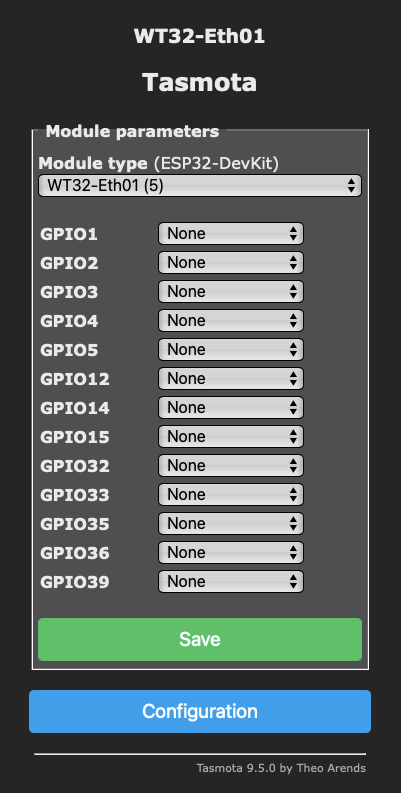 WT32-Eth01
Tasmota
Module parameters
Module type (ESP32-DevKit)
WT32-Eth01 (5)
GPIO1 None
GPIO2 None
GPIO3 None
GPIO4 None
GPIO5 None
GPIO12 None
GPIO14 None
GPIO15 None
GPIO32 None
GPIO33 None
GPIO35 None
GPIO36 None
GPIO39 None
Save
Configuration
Tasmota 9.5.0 by Theo Arends